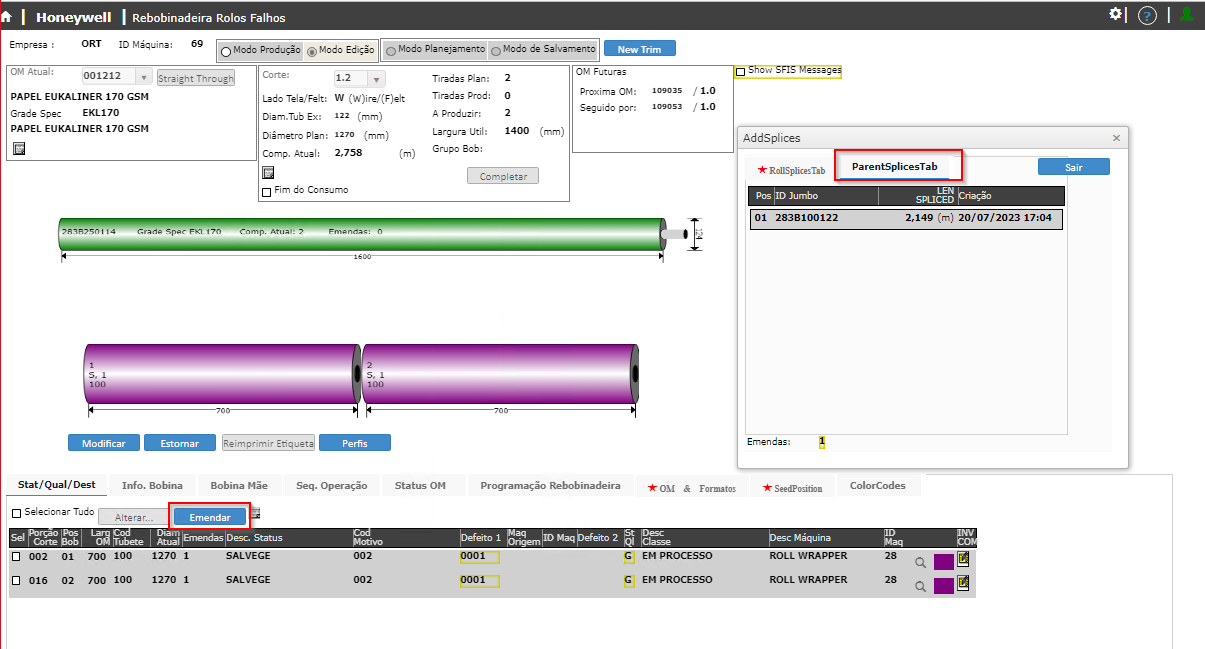 Honeywell | Rebobinadeira Rolos Falhos
?
Empresa : ORT ID Máquina: 69 Modo Produção Modo Edição Modo Planejamento Modo de Salvamento New Trim
OM Atual: 001212 Straight Through
PAPEL EUKALINER 170 GSM
Grade Spec EKL170
PAPEL EUKALINER 170 GSM
Corte: 1.2
Lado Tela/Felt: W (W)ire/(F)elt
Diam.Tub Ex: 122 (mm)
Diâmetro Plan: 1270 (mm)
Comp. Atual: 2,758 (m)
Fim do Consumo
Tiradas Plan: 2
Tiradas Prod: 0
A Produzir: 2
Largura Util: 1400 (mm)
Grupo Bob:
Completar
OM Futuras
Proxima OM: 109035 / 1.0
Seguido por: 109053 / 1.0
Show SFIS Messages
AddSplices ×
RollSplicesTab ParentSplicesTab Sair
Pos ID Jumbo LEN SPLICED Criação
01 283B100122 2,149 (m) 20/07/2023 17:04
Emendas: 1
283B250114 Grade Spec EKL170 Comp. Atual: 2 Emendas: 0
124
1600
1
S, 1
100
2
S, 1
100
700 700
Modificar Estornar Reimprimir Etiqueta Perfis
Stat/Qual/Dest Info. Bobina Bobina Mãe Seq. Operação Status OM Programação Rebobinadeira OM & Formatos SeedPosition ColorCodes
Selecionar Tudo Alterar... Emendar
Sel Porção Corte Pos Bob Larg OM Cod Tubete Diam Atual Emendas Desc. Status Cod Motivo Defeito 1 Maq Origem ID Maq Defeito 2 St Ql Desc Classe Desc Máquina ID Maq INV COM
002 01 700 100 1270 1 SALVEGE 002 0001 G EM PROCESSO ROLL WRAPPER 28
016 02 700 100 1270 1 SALVEGE 002 0001 G EM PROCESSO ROLL WRAPPER 28